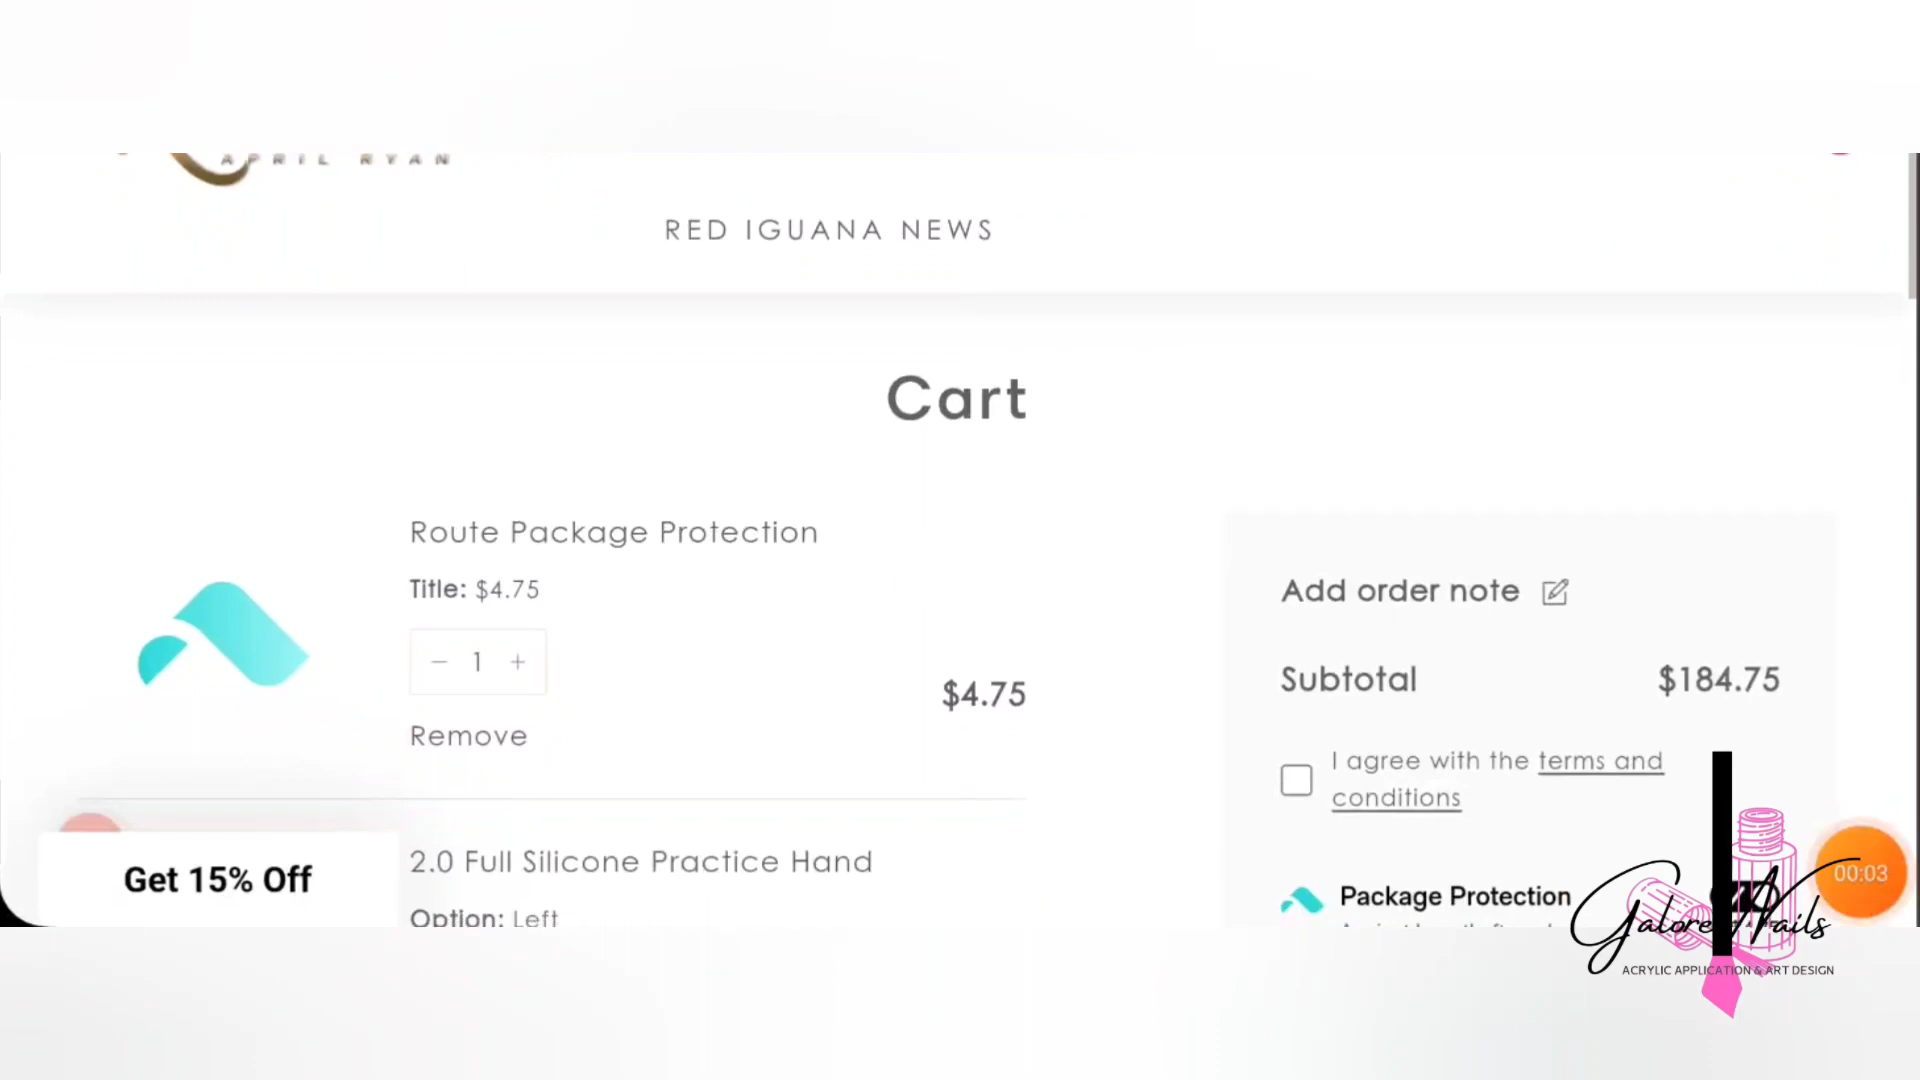 APRIL RYAN
RED IGUANA NEWS
Cart
Route Package Protection
Title: $4.75
− 1 +
$4.75
Remove
2.0 Full Silicone Practice Hand
Option: Left
Get 15% Off
Add order note
Subtotal $184.75
I agree with the terms and
conditions
Package Protection
00:03
Galore Nails
ACRYLIC APPLICATION & ART DESIGN